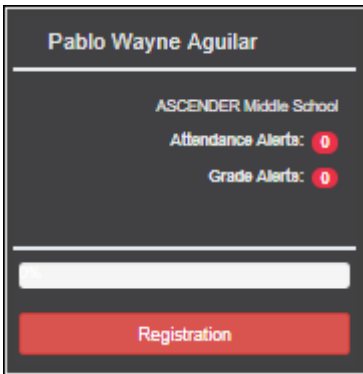 Pablo Wayne Aguilar
ASCENDER Middle School
Attendance Alerts: 0
Grade Alerts: 0
Registration